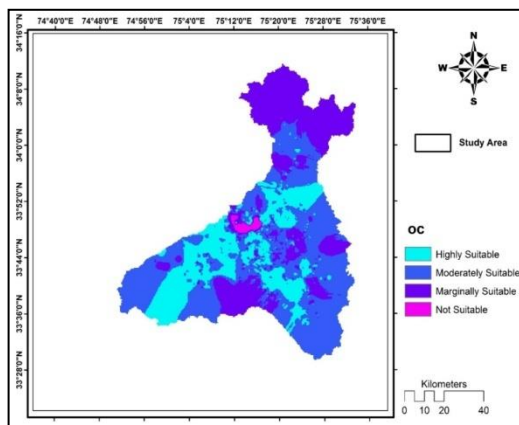 74°40'0"E 74°56'0"E 75°4'0"E 75°12'0"E 75°20'0"E 75°28'0"E 75°36'0"E
34°16'0"N
34°8'0"N
34°0'0"N
33°52'0"N
33°44'0"N
33°36'0"N
33°28'0"N
N
W E
S
Study Area
OC
Highly Suitable
Moderately Suitable
Marginally Suitable
Not Suitable
Kilometers
0 5 10 20 40